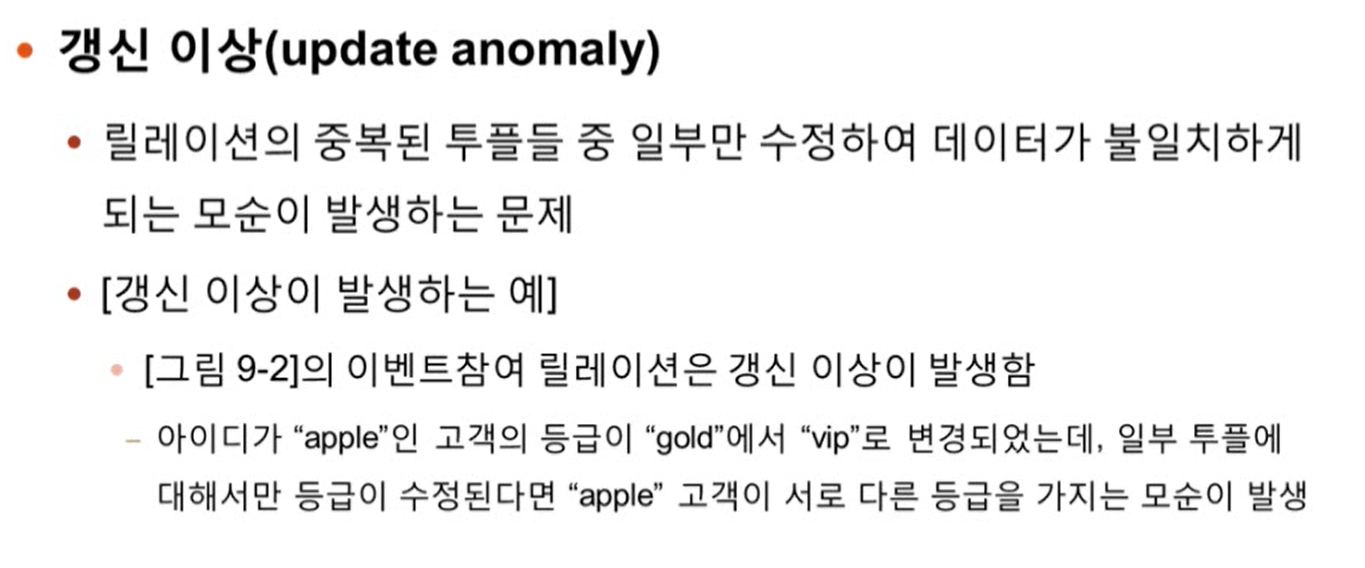 • 갱신 이상(update anomaly)
• 릴레이션의 중복된 투플들 중 일부만 수정하여 데이터가 불일치하게
되는 모순이 발생하는 문제
• [갱신 이상이 발생하는 예]
• [그림 9-2]의 이벤트참여 릴레이션은 갱신 이상이 발생함
– 아이디가 “apple”인 고객의 등급이 “gold”에서 “vip”로 변경되었는데, 일부 투플에
대해서만 등급이 수정된다면 “apple” 고객이 서로 다른 등급을 가지는 모순이 발생